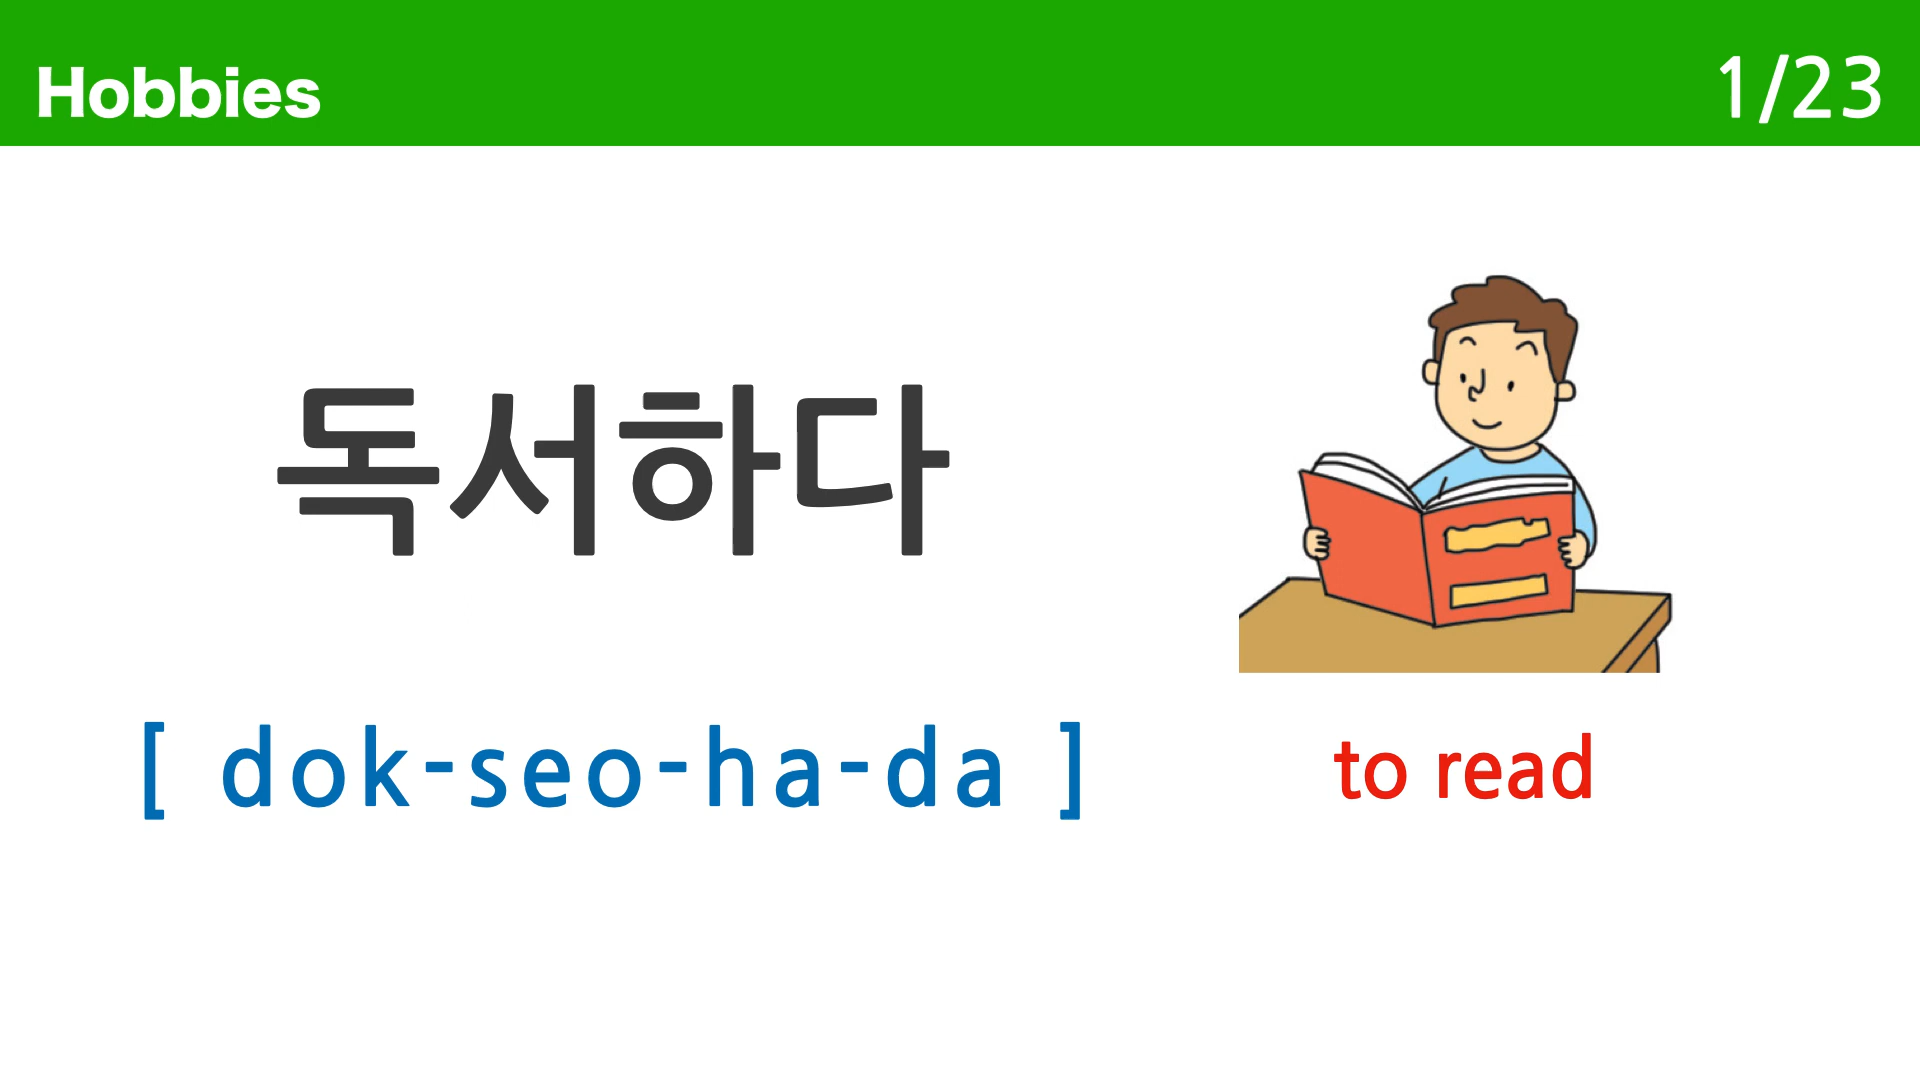 Hobbies
1/23
독서하다
[ dok-seo-ha-da ]
to read